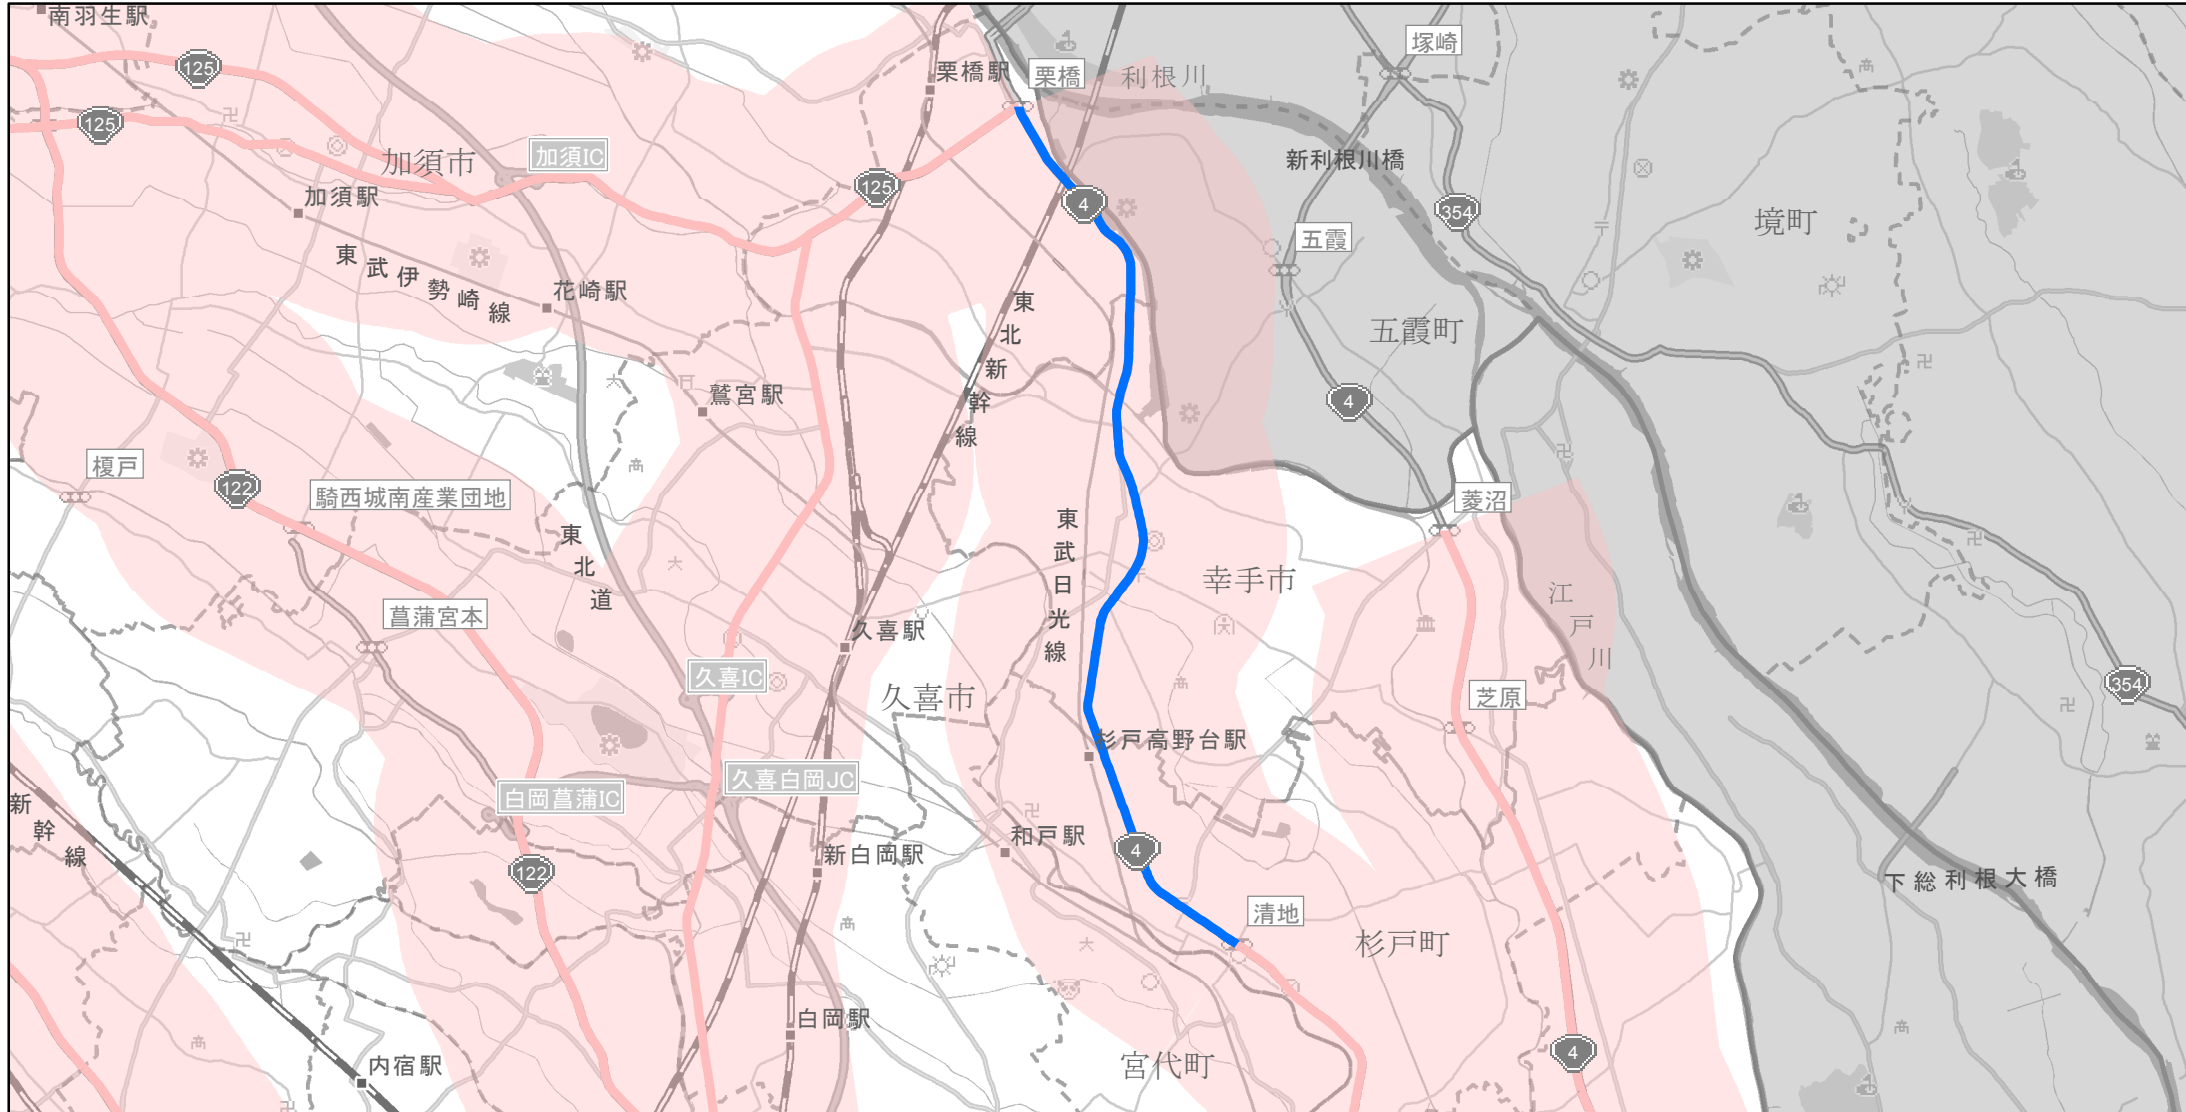 南羽生駅
125
125
加須市
加須駅
加須IC
東武伊勢崎線
花崎駅
栗橋駅
栗橋
利根川
125
4
塚崎
新利根川橋
354
境町
五霞
五霞町
4
東北新幹線
鷲宮駅
榎戸
122
騎西城南産業団地
東北道
菖蒲宮本
久喜駅
久喜IC
久喜市
東武日光線
幸手市
菱沼
江戸川
芝原
354
杉戸高野台駅
久喜白岡JC
白岡菖蒲IC
新幹線
122
新白岡駅
和戸駅
4
清地
杉戸町
下総利根大橋
白岡駅
内宿駅
宮代町
4